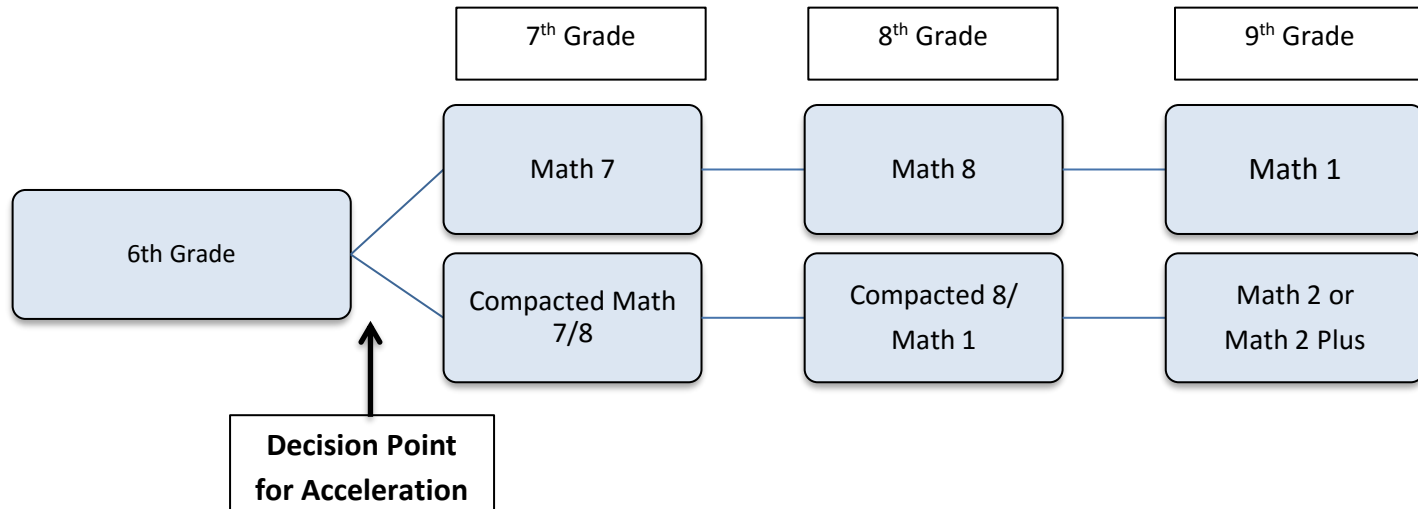 7th Grade
8th Grade
9th Grade
Math 7
Math 8
Math 1
6th Grade
Compacted Math
7/8
Compacted 8/
Math 1
Math 2 or
Math 2 Plus
Decision Point
for Acceleration